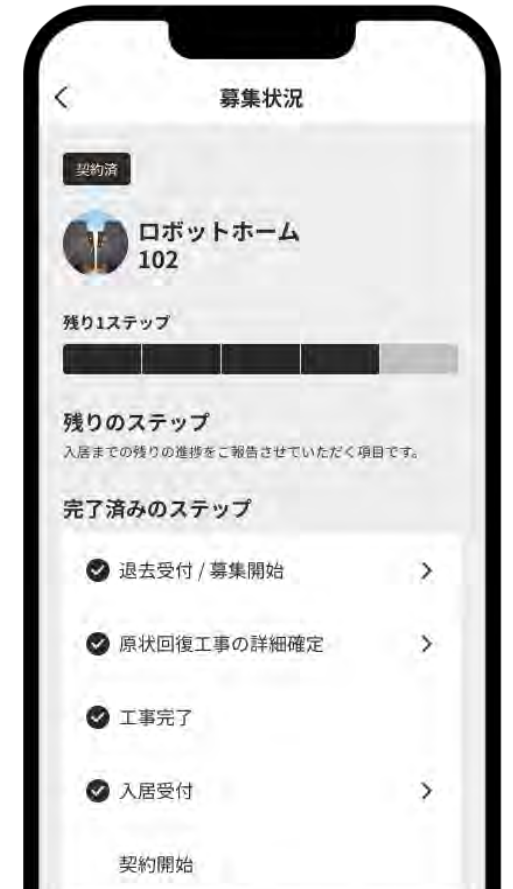 募集状況
契約済
ロボットホーム
102
残り1ステップ
残りのステップ
入居までの残りの進捗をご報告させていただく項目です。
完了済みのステップ
退去受付 / 募集開始
原状回復工事の詳細確定
工事完了
入居受付
契約開始